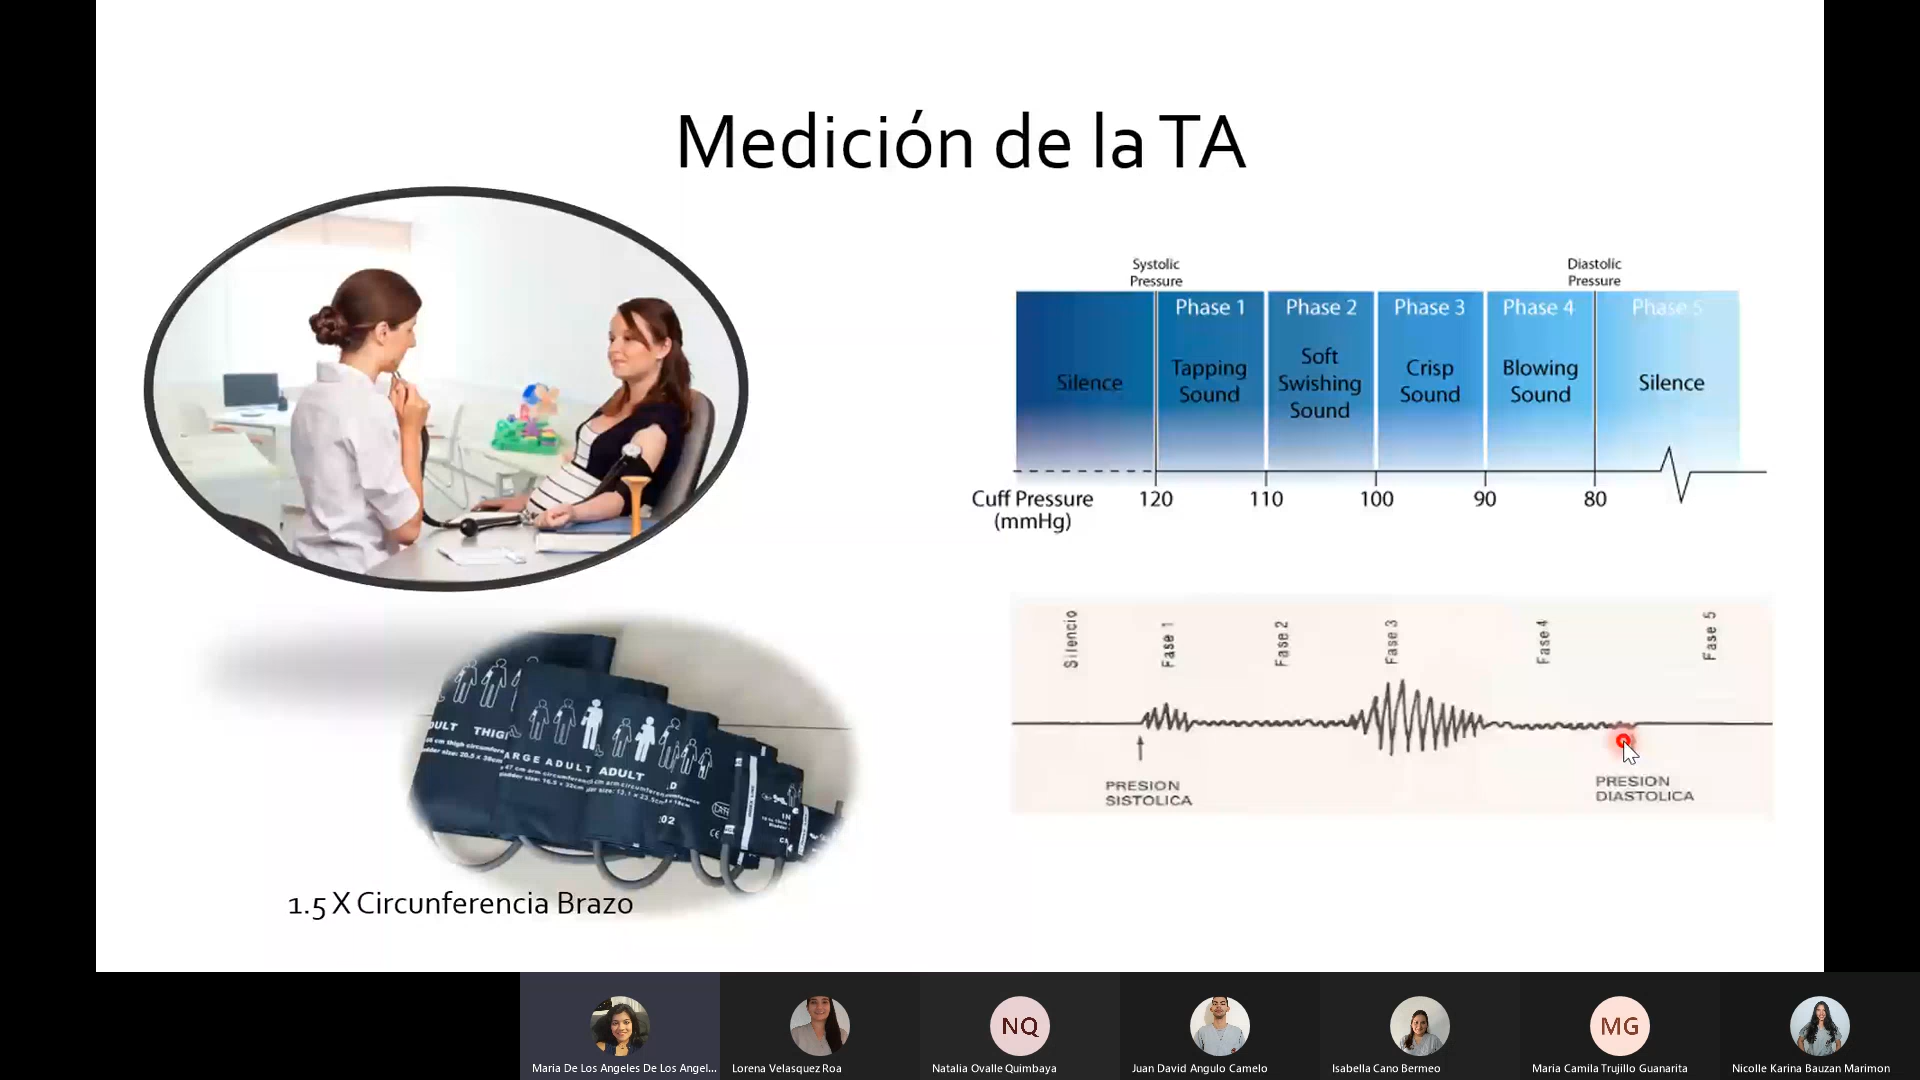 Medición de la TA
Systolic
Pressure
Diastolic
Pressure
Phase 1
Phase 2
Phase 3
Phase 4
Phase 5
Silence
Tapping
Sound
Soft
Swishing
Sound
Crisp
Sound
Blowing
Sound
Silence
Cuff Pressure
(mmHg)
120
110
100
90
80
Silencio
Fase 1
Fase 2
Fase 3
Fase 4
Fase 5
PRESION
SISTOLICA
PRESION
DIASTOLICA
THIGH
ADULT
1.5 X Circunferencia Brazo
NQ
MG
Maria De Los Angeles De Los Angel...
Lorena Velasquez Roa
Natalia Ovalle Quimbaya
Juan David Angulo Camelo
Isabella Cano Bermeo
Maria Camila Trujillo Guanarita
Nicolle Karina Bauzan Marimon